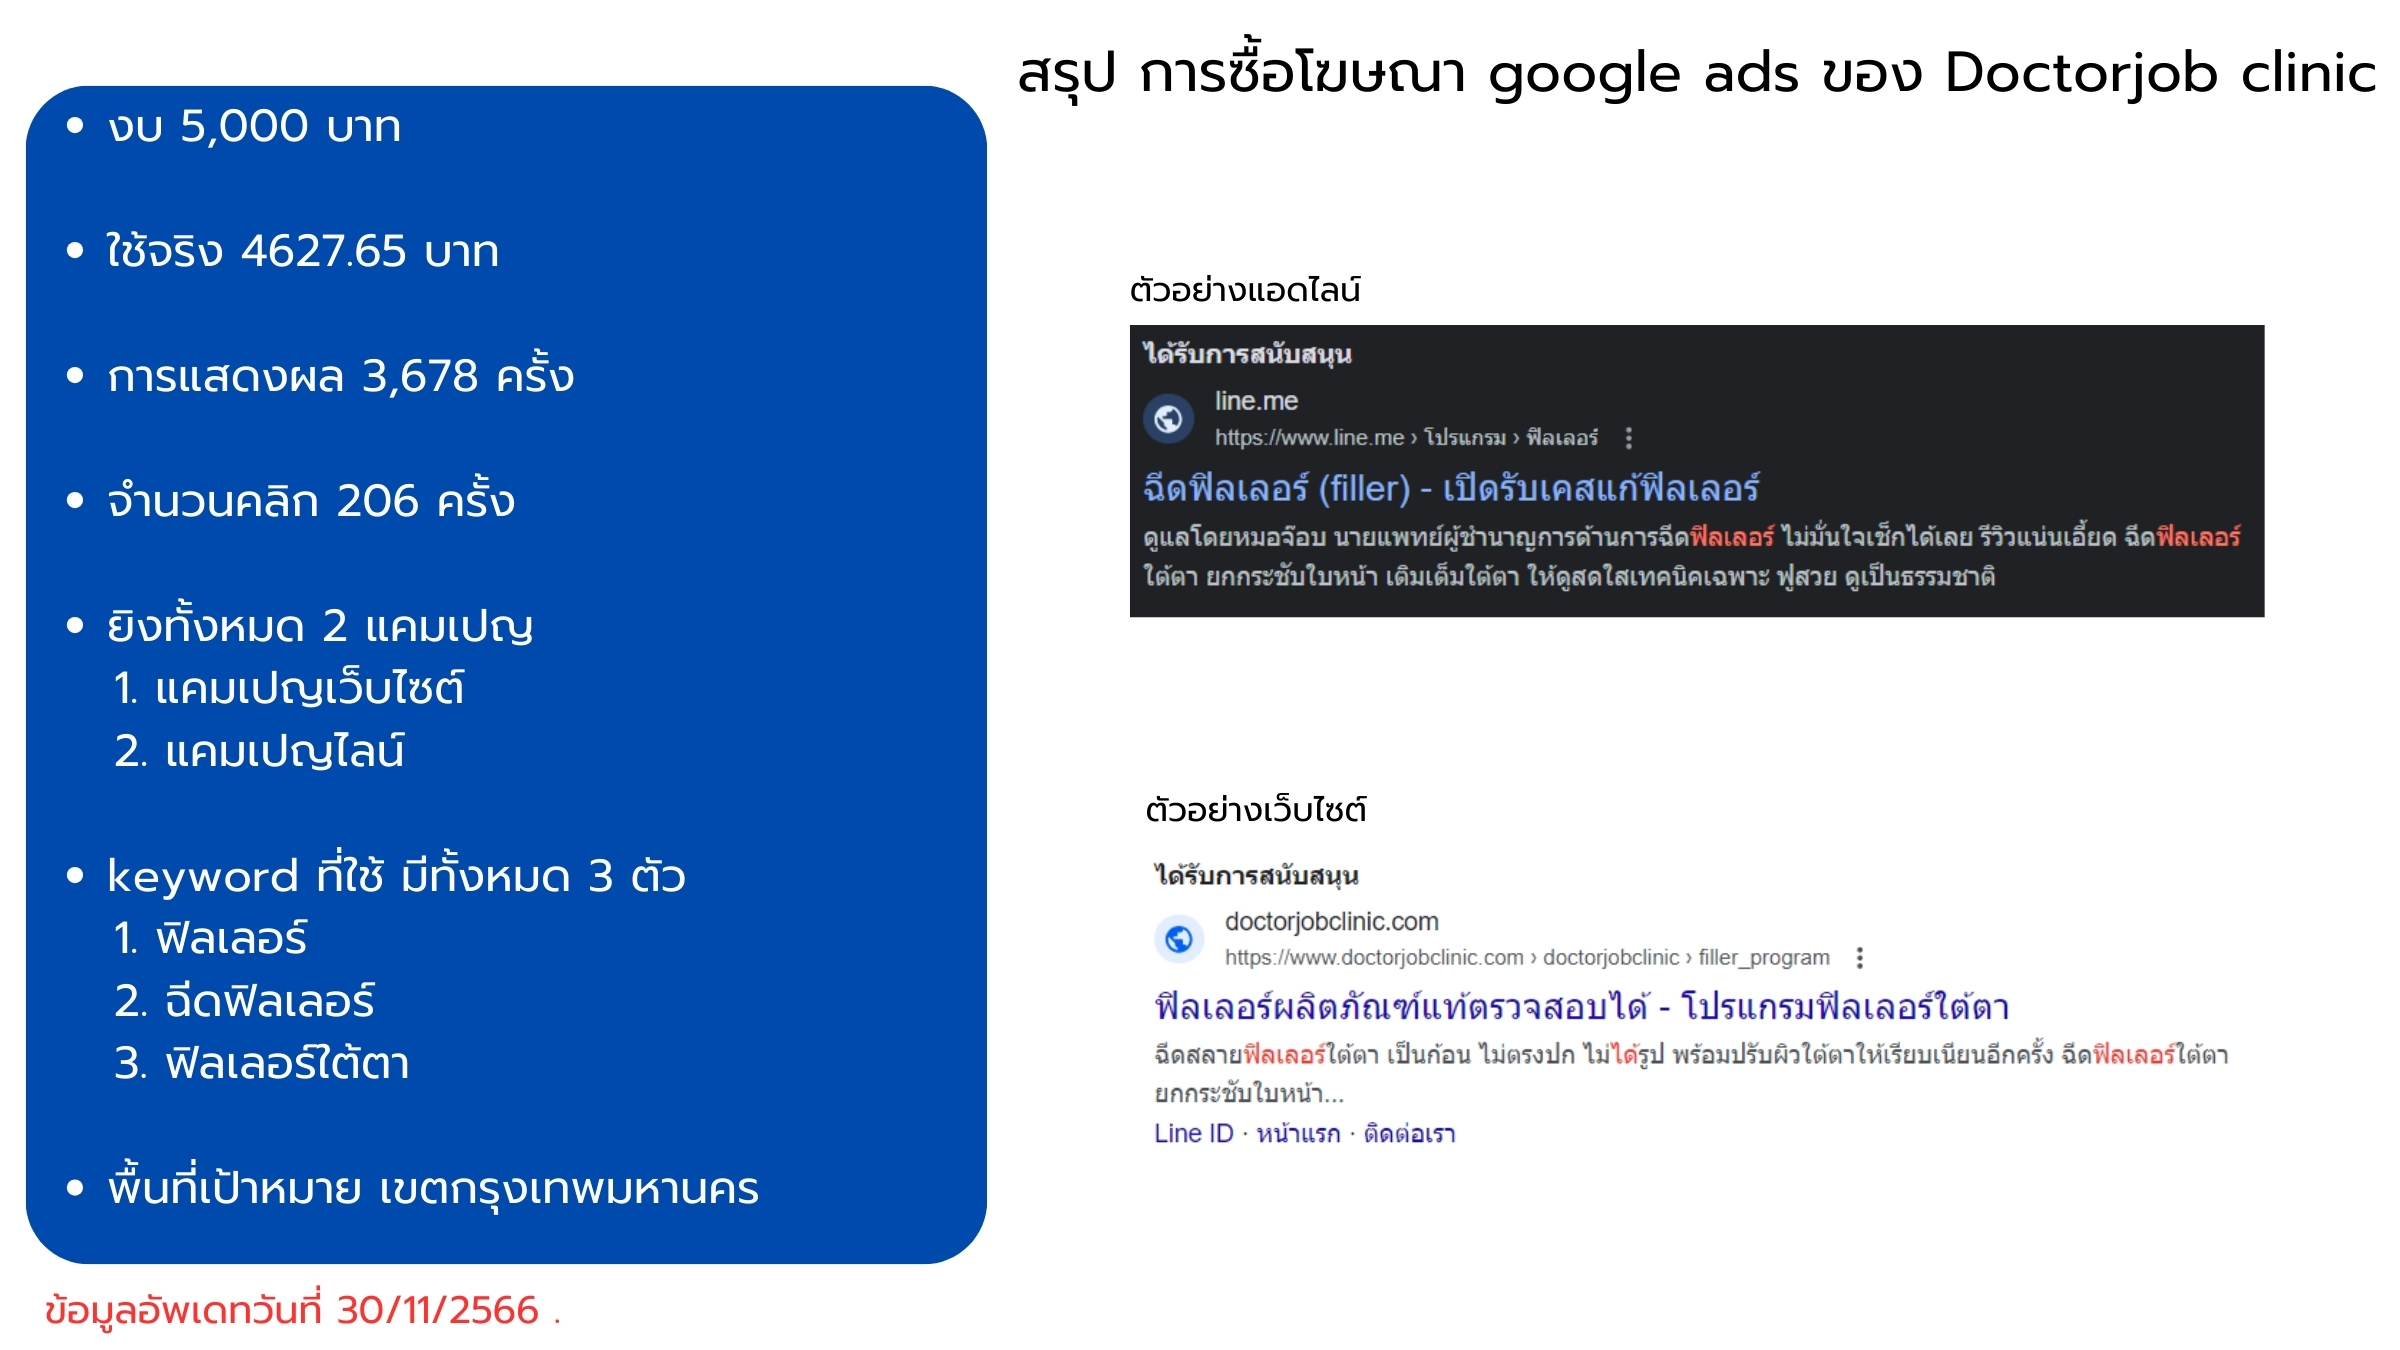 สรุป การซื้อโฆษณา google ads ของ Doctorjob clinic
• งบ 5,000 บาท
• ใช้จริง 4627.65 บาท
• การแสดงผล 3,678 ครั้ง
• จำนวนคลิก 206 ครั้ง
• ยิงทั้งหมด 2 แคมเปญ
1. แคมเปญเว็บไซต์
2. แคมเปญไลน์
• keyword ที่ใช้ มีทั้งหมด 3 ตัว
1. ฟิลเลอร์
2. ฉีดฟิลเลอร์
3. ฟิลเลอร์ใต้ตา
• พื้นที่เป้าหมาย เขตกรุงเทพมหานคร
ข้อมูลอัพเดทวันที่ 30/11/2566 .
ตัวอย่างแอดไลน์
ได้รับการสนับสนุน
line.me
https://www.line.me › โปรแกรม › ฟิลเลอร์
ฉีดฟิลเลอร์ (filler) - เปิดรับเคสแก้ฟิลเลอร์
ดูแลโดยหมอจ๊อบ นายแพทย์ผู้ชำนาญการด้านการฉีดฟิลเลอร์ ไม่มั่นใจเช็กได้เลย รีวิวแน่นเอี้ยด ฉีดฟิลเลอร์
ใต้ตา ยกกระชับใบหน้า เติมเต็มใต้ตา ให้ดูสดใสเทคนิคเฉพาะ ฟูสวย ดูเป็นธรรมชาติ
ตัวอย่างเว็บไซต์
ได้รับการสนับสนุน
doctorjobclinic.com
https://www.doctorjobclinic.com › doctorjobclinic › filler_program
ฟิลเลอร์ผลิตภัณฑ์แท้ตรวจสอบได้ - โปรแกรมฟิลเลอร์ใต้ตา
ฉีดสลายฟิลเลอร์ใต้ตา เป็นก้อน ไม่ตรงปก ไม่ได้รูป พร้อมปรับผิวใต้ตาให้เรียบเนียนอีกครั้ง ฉีดฟิลเลอร์ใต้ตา
ยกกระชับใบหน้า...
Line ID · หน้าแรก · ติดต่อเรา